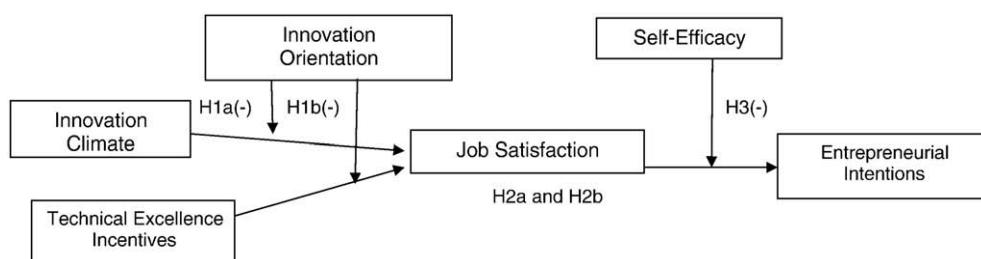 Innovation
Orientation
Self-Efficacy
H1a(-)
H1b(-)
H3(-)
Innovation
Climate
Job Satisfaction
Entrepreneurial
Intentions
H2a and H2b
Technical Excellence
Incentives